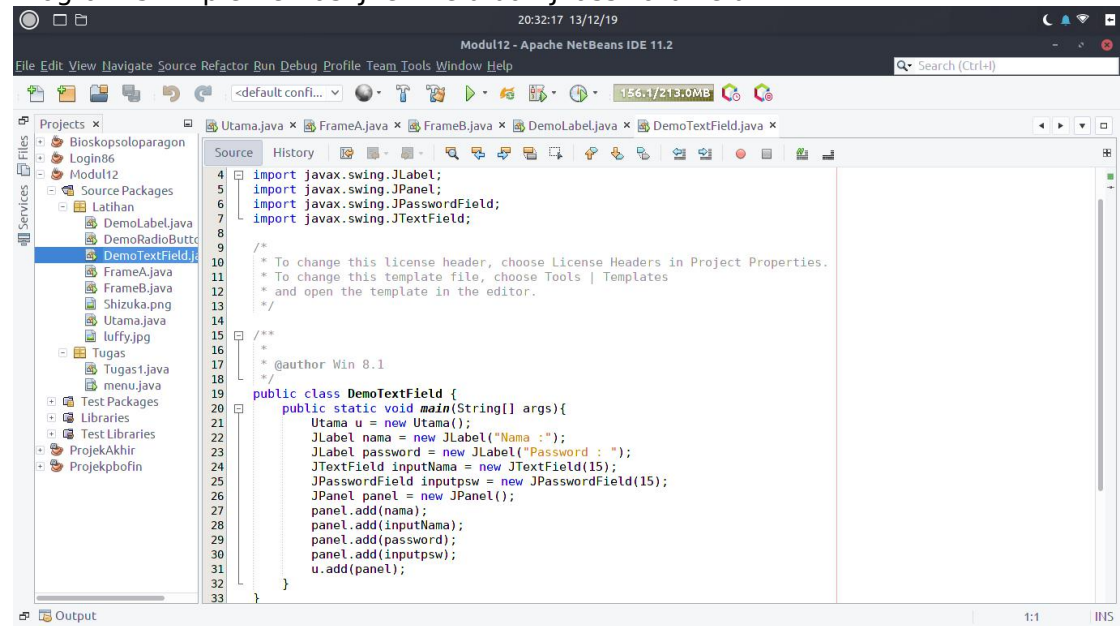 20:32:17 13/12/19
Modul12 - Apache NetBeans IDE 11.2
File Edit View Navigate Source Refactor Run Debug Profile Team Tools Window Help
Search (Ctrl+I)
<default confi...
156.1/213.0MB
Projects
Utama.java
FrameA.java
FrameB.java
DemoLabel.java
DemoTextField.java
Files
Services
Bioskopsoloparagon
Login86
Modul12
Source Packages
Latihan
DemoLabel.java
DemoRadioButto
DemoTextField.ja
FrameA.java
FrameB.java
Shizuka.png
Utama.java
luffy.jpg
Tugas
Tugas1.java
menu.java
Test Packages
Libraries
Test Libraries
ProjekAkhir
Projekpbofin
Source History
4 import javax.swing.JLabel;
5 import javax.swing.JPanel;
6 import javax.swing.JPasswordField;
7 import javax.swing.JTextField;
8
9 /*
10 * To change this license header, choose License Headers in Project Properties.
11 * To change this template file, choose Tools | Templates
12 * and open the template in the editor.
13 */
14
15 /**
16 *
17 * @author Win 8.1
18 */
19 public class DemoTextField {
20 public static void main(String[] args){
21 Utama u = new Utama();
22 JLabel nama = new JLabel("Nama :");
23 JLabel password = new JLabel("Password : ");
24 JTextField inputNama = new JTextField(15);
25 JPasswordField inputpsw = new JPasswordField(15);
26 JPanel panel = new JPanel();
27 panel.add(nama);
28 panel.add(inputNama);
29 panel.add(password);
30 panel.add(inputpsw);
31 u.add(panel);
32 }
33 }
Output
1:1 INS